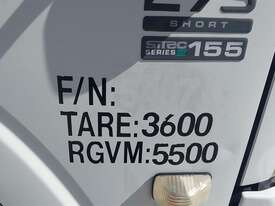 SHORT
SiTEC
SERIES 155
F/N:
TARE:3600
RGVM:5500